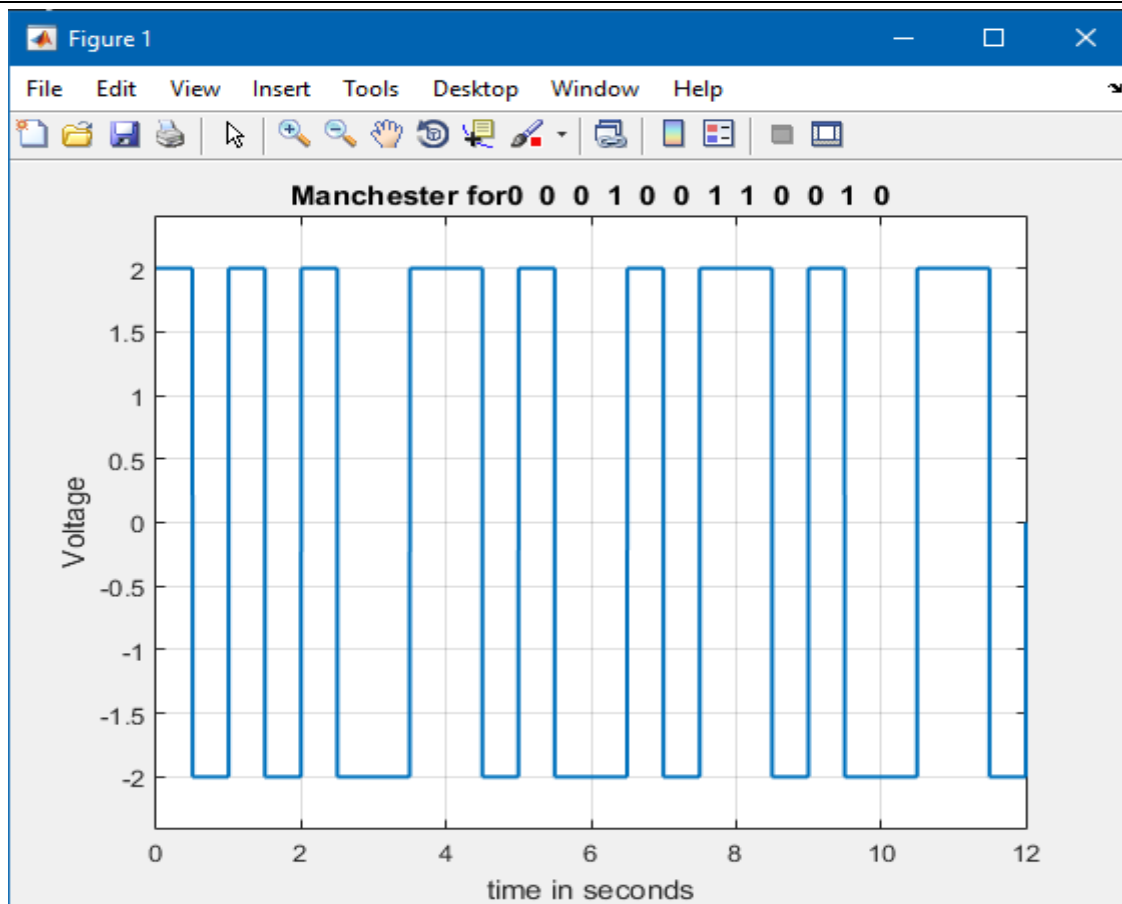 Figure 1
File Edit View Insert Tools Desktop Window Help
Manchester for0 0 0 1 0 0 1 1 0 0 1 0
2
1.5
1
0.5
0
-0.5
-1
-1.5
-2
Voltage
0 2 4 6 8 10 12
time in seconds